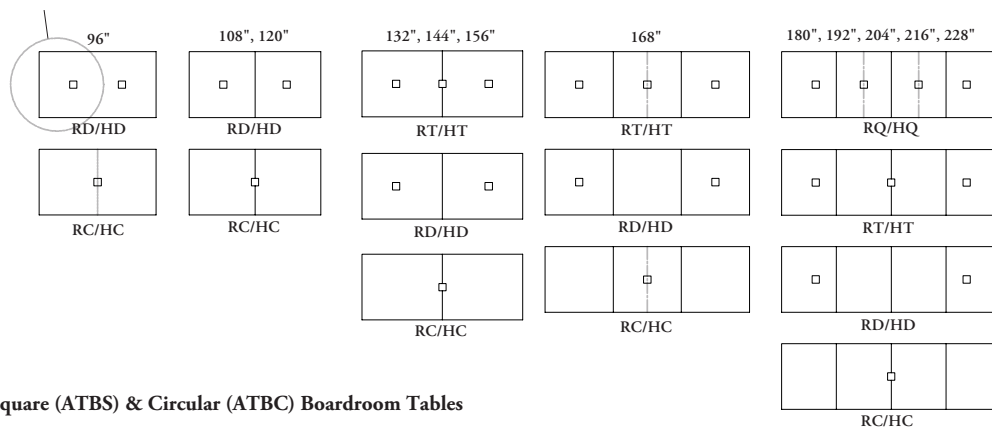 96"
108", 120"
132", 144", 156"
168"
180", 192", 204", 216", 228"
RD/HD
RD/HD
RT/HT
RT/HT
RQ/HQ
RC/HC
RC/HC
RD/HD
RD/HD
RT/HT
RC/HC
RC/HC
RD/HD
RC/HC
quare (ATBS) & Circular (ATBC) Boardroom Tables